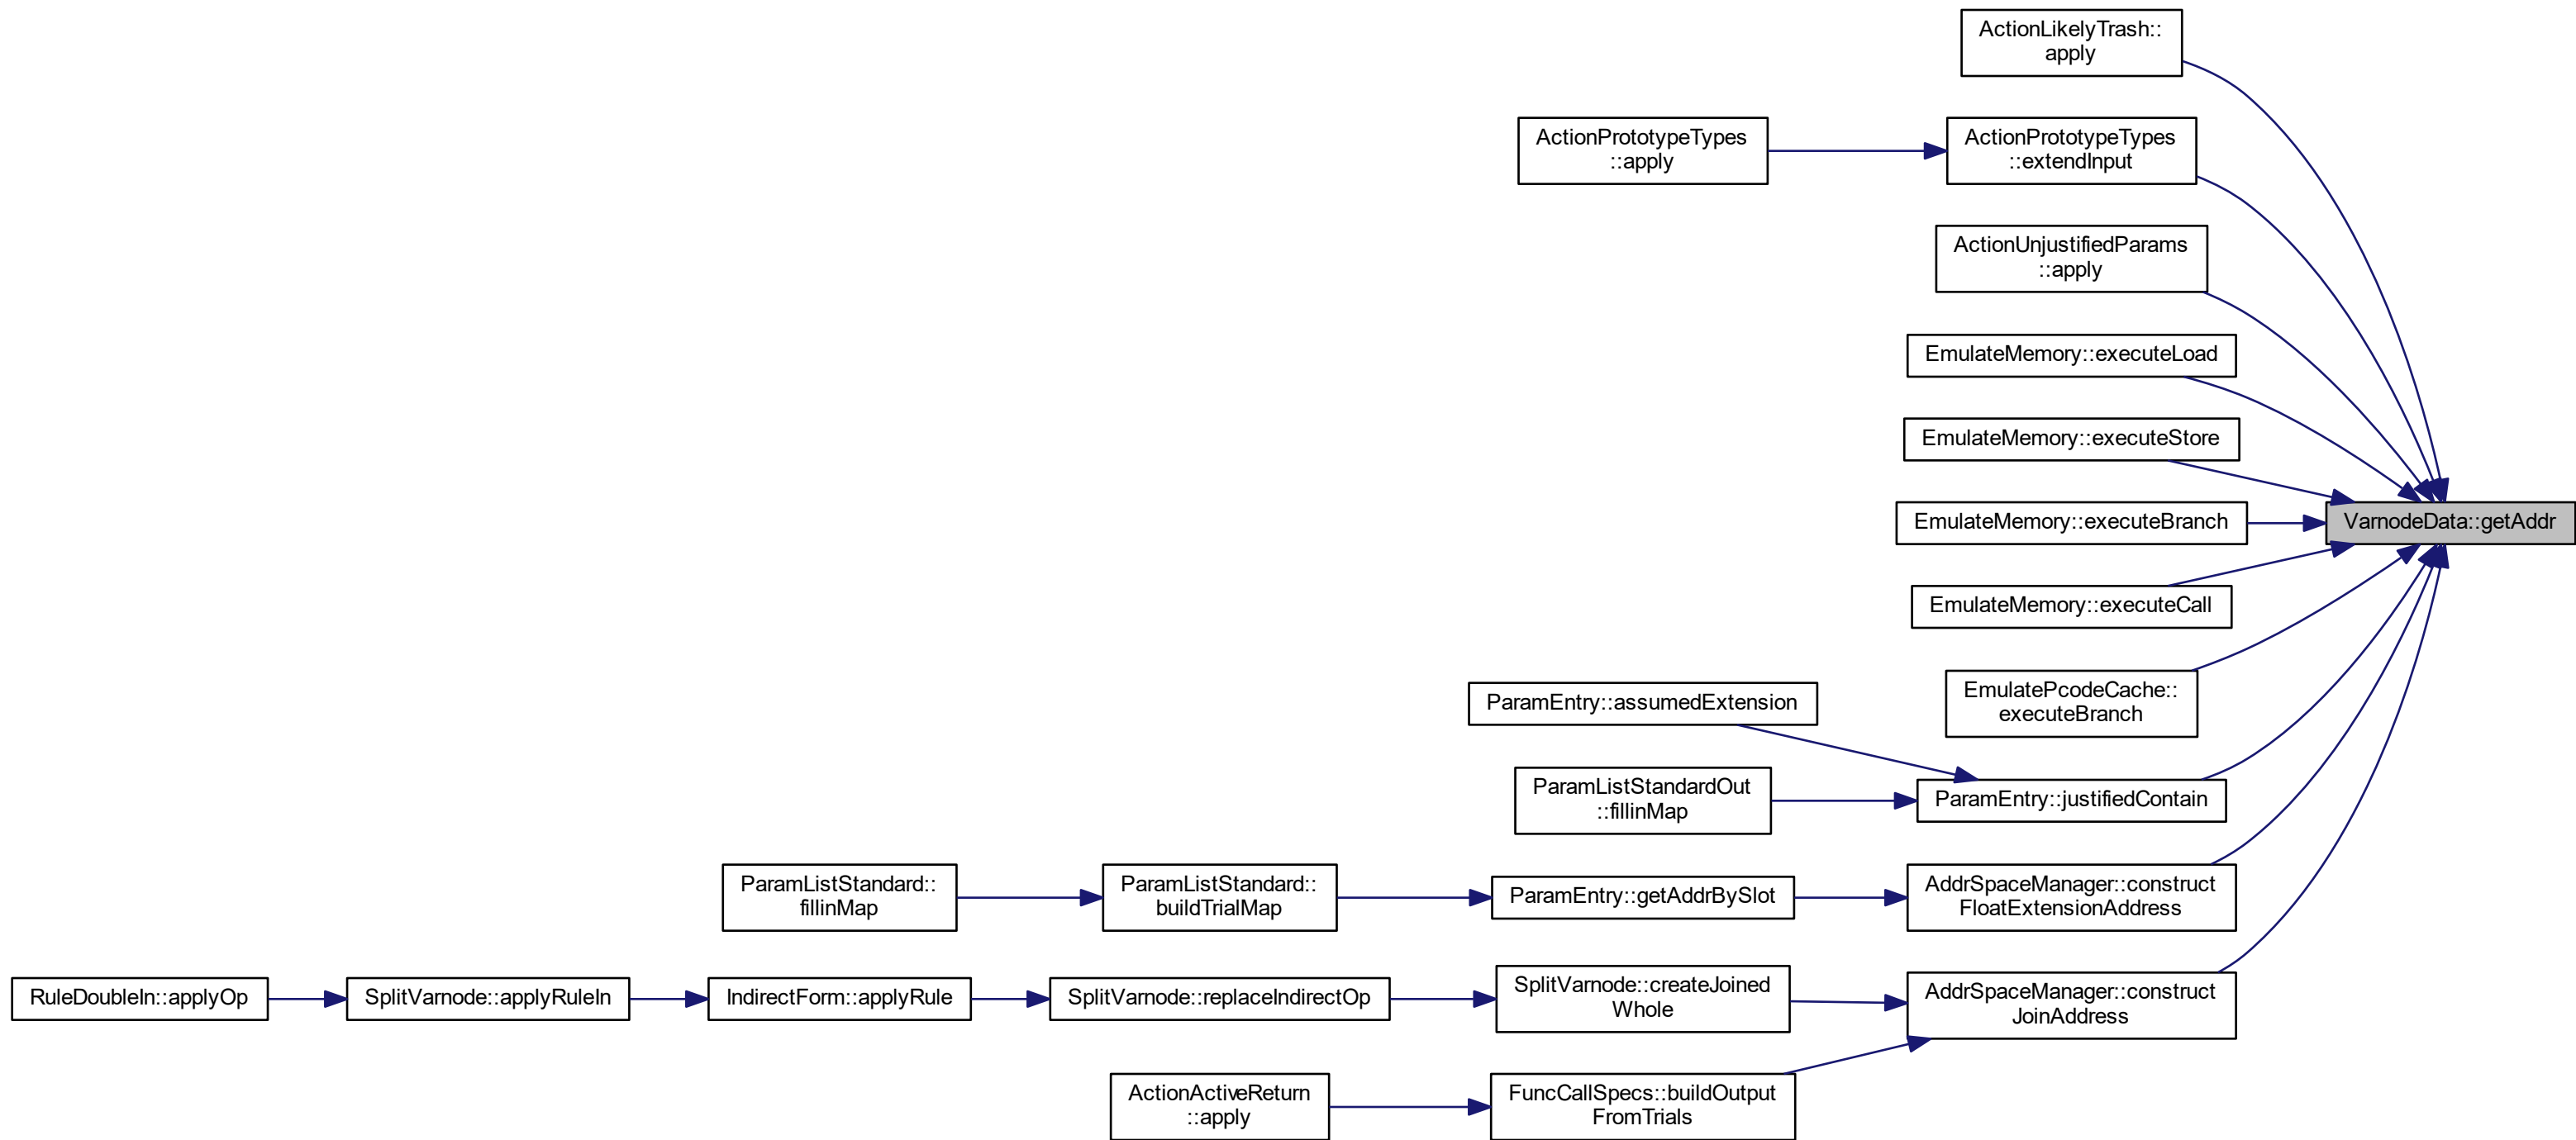 ActionLikelyTrash::
apply
ActionPrototypeTypes
::apply
ActionPrototypeTypes
::extendInput
ActionUnjustifiedParams
::apply
EmulateMemory::executeLoad
EmulateMemory::executeStore
EmulateMemory::executeBranch
VarnodeData::getAddr
EmulateMemory::executeCall
EmulatePcodeCache::
executeBranch
ParamEntry::assumedExtension
ParamListStandardOut
::fillinMap
ParamEntry::justifiedContain
ParamListStandard::
fillinMap
ParamListStandard::
buildTrialMap
ParamEntry::getAddrBySlot
AddrSpaceManager::construct
FloatExtensionAddress
RuleDoubleIn::applyOp
SplitVarnode::applyRuleIn
IndirectForm::applyRule
SplitVarnode::replaceIndirectOp
SplitVarnode::createJoined
Whole
AddrSpaceManager::construct
JoinAddress
ActionActiveReturn
::apply
FuncCallSpecs::buildOutput
FromTrials